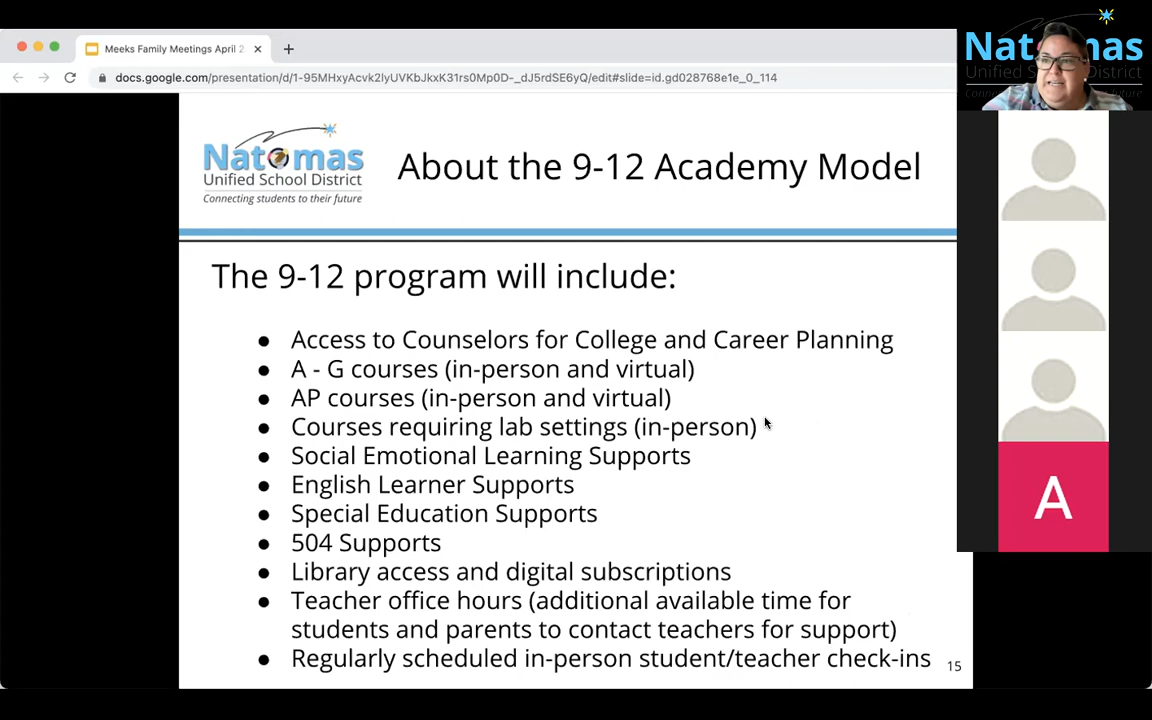 Meeks Family Meetings April 2
docs.google.com/presentation/d/1-95MHxyAcvk2lyUVKbJkxK31rs0Mp0D-_dJ5rdSE6yQ/edit#slide=id.gd028768e1e_0_114
Natomas
Unified School District
Connecting students to their future
About the 9-12 Academy Model
The 9-12 program will include:
● Access to Counselors for College and Career Planning
● A - G courses (in-person and virtual)
● AP courses (in-person and virtual)
● Courses requiring lab settings (in-person)
● Social Emotional Learning Supports
● English Learner Supports
● Special Education Supports
● 504 Supports
● Library access and digital subscriptions
● Teacher office hours (additional available time for
students and parents to contact teachers for support)
● Regularly scheduled in-person student/teacher check-ins
15
Nat mas
Unified School District
A